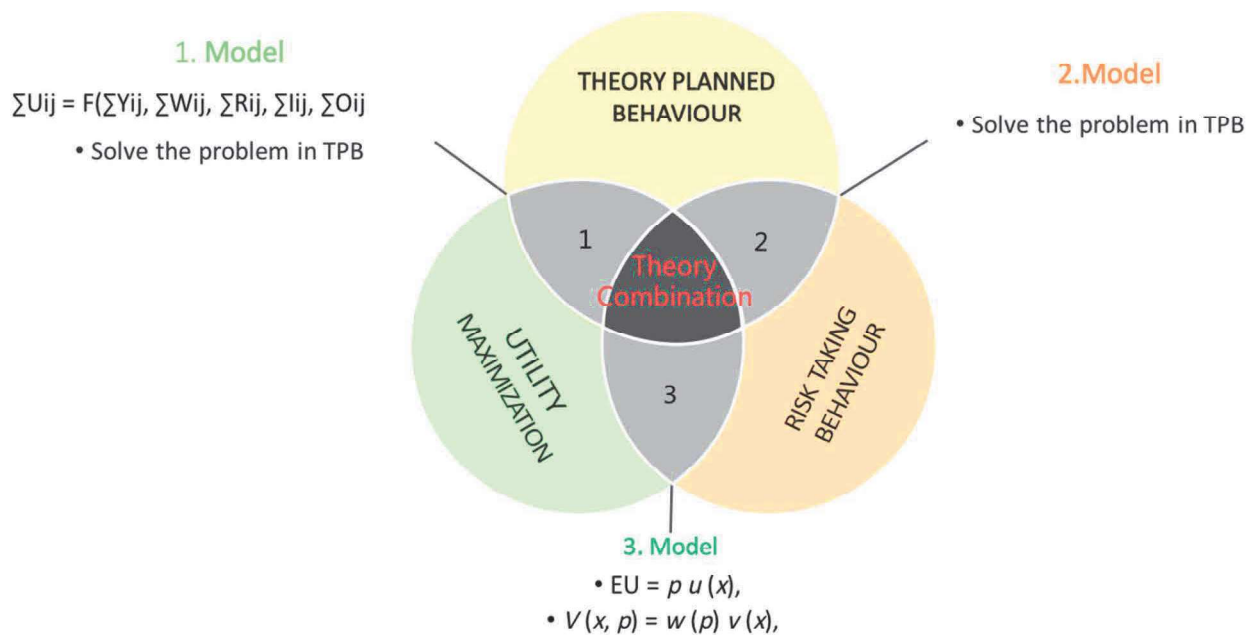 1. Model
∑Uij = F(∑Yij, ∑Wij, ∑Rij, ∑Iij, ∑Oij
• Solve the problem in TPB
THEORY PLANNED
BEHAVIOUR
2.Model
• Solve the problem in TPB
1
2
Theory
Combination
UTILITY
MAXIMIZATION
3
RISK TAKING
BEHAVIOUR
3. Model
• EU = p u (x),
• V (x, p) = w (p) v (x),